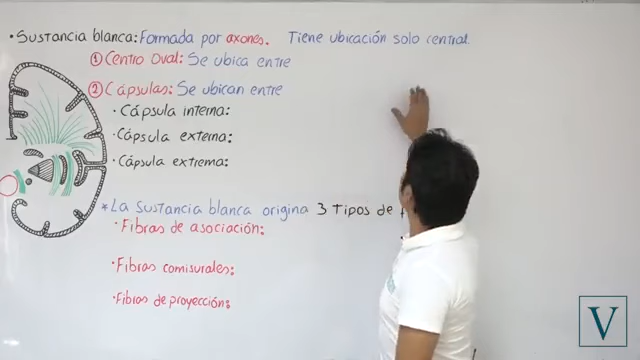 • Sustancia blanca: Formada por axones. Tiene ubicación solo central
① Centro Oval: Se ubica entre
② Cápsulas: Se ubican entre
• Cápsula interna:
• Cápsula externa:
• Cápsula extrema:
*La Sustancia blanca origina 3 Tipos de
• Fibras de asociación:
• Fibras comisurales:
• Fibras de proyección:
V